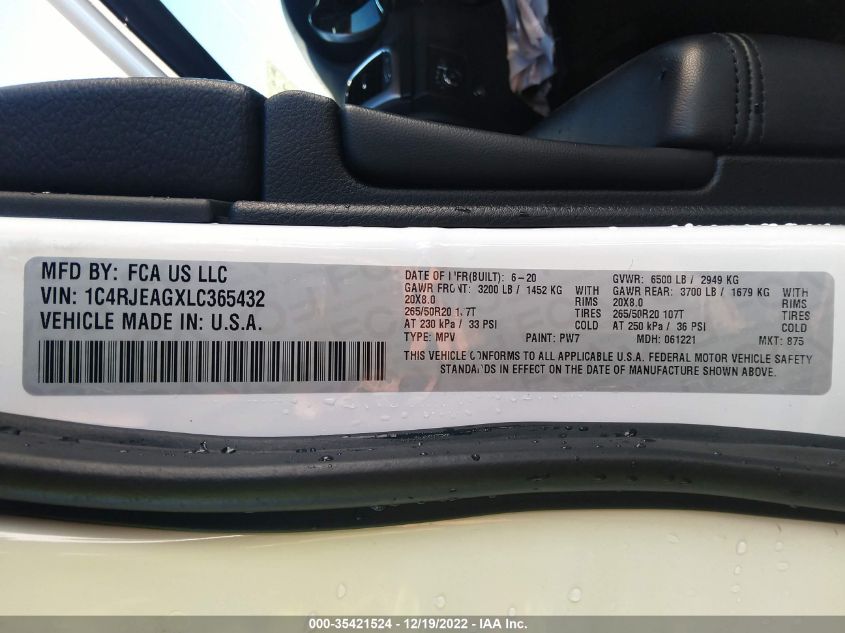 MFD BY: FCA US LLC
VIN: 1C4RJEAGXLC365432
VEHICLE MADE IN: U.S.A.
DATE OF MFR(BUILT): 6-20
GAWR FRONT: 3200 LB / 1452 KG WITH
20X8.0 RIMS
265/50R20 107T TIRES
AT 230 kPa / 33 PSI COLD
TYPE: MPV PAINT: PW7
GVWR: 6500 LB / 2949 KG
GAWR REAR: 3700 LB / 1679 KG WITH
20X8.0 RIMS
265/50R20 107T TIRES
AT 250 kPa / 36 PSI COLD
MDH: 061221 MKT: 875
THIS VEHICLE CONFORMS TO ALL APPLICABLE U.S.A. FEDERAL MOTOR VEHICLE SAFETY
STANDARDS IN EFFECT ON THE DATE OF MANUFACTURE SHOWN ABOVE.
000-35421524 - 12/19/2022 - IAA Inc.